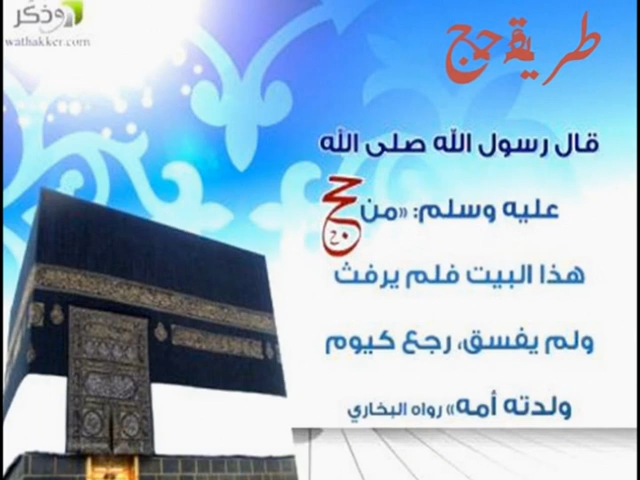 وذكر
wathakker.com
طريقہ حج
قال رسول الله صلى الله
عليه وسلم: «من حج
هذا البيت فلم يرفث
ولم يفسق، رجع كيوم
ولدته أمه» رواه البخاري